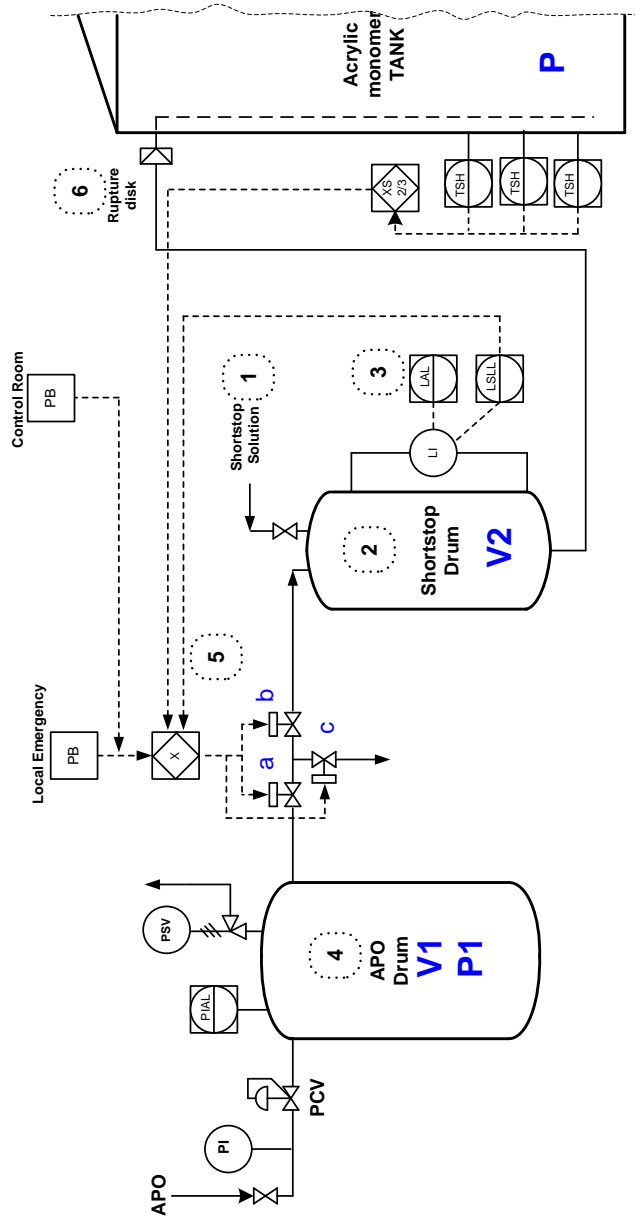 APO
PI
PCV
PIAL
PSV
4
APO
Drum
V1
P1
Local Emergency
PB
Control Room
PB
X
5
a
b
c
Shortstop
Solution
1
2
Shortstop
Drum
V2
3
LAL
LSLL
LI
6
Rupture
disk
XS
2/3
TSH
TSH
TSH
Acrylic
monomer
TANK
P